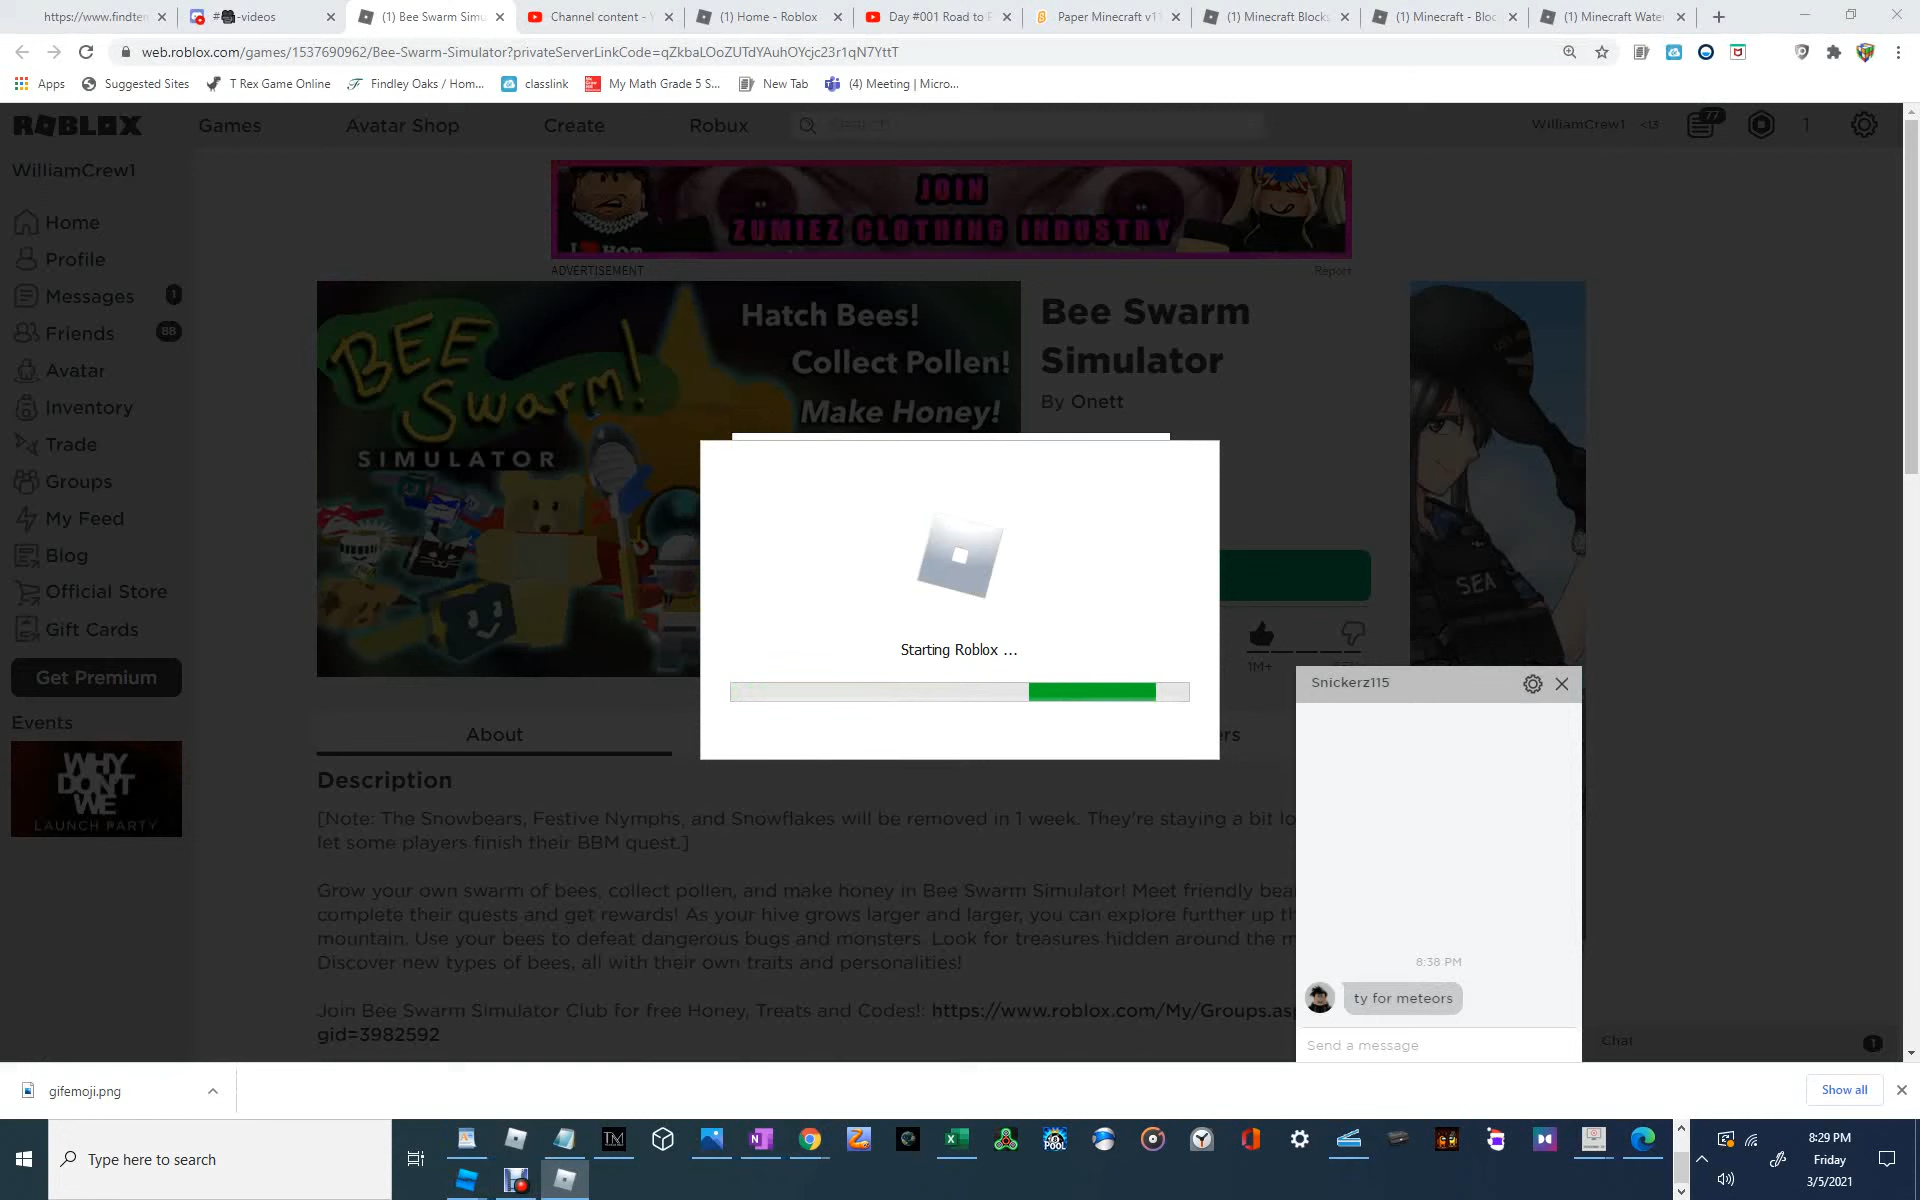 https://www.findten
#-videos
(1) Bee Swarm Simu
Channel content - Y
(1) Home - Roblox
Day #001 Road to
Paper Minecraft v1
(1) Minecraft Blocks
(1) Minecraft - Bloc
(1) Minecraft Wate
web.roblox.com/games/1537690962/Bee-Swarm-Simulator?privateServerLinkCode=qZkbaLOoZUTdYAuhOYcjc23r1qN7YttT
Apps
Suggested Sites
T Rex Game Online
Findley Oaks / Hom...
classlink
My Math Grade 5 S...
New Tab
(4) Meeting | Micro...
ROBLOX
Games
Avatar Shop
Create
Robux
Search
WilliamCrew1
<13
77
1
WilliamCrew1
Home
Profile
Messages
1
Friends
88
Avatar
Inventory
Trade
Groups
My Feed
Blog
Official Store
Gift Cards
Get Premium
Events
WHY
DON'T
WE
LAUNCH PARTY
JOIN
ZUMIEZ CLOTHING INDUSTRY
I HOT
ADVERTISEMENT
Report
BEE
Swarm!
SIMULATOR
Hatch Bees!
Collect Pollen!
Make Honey!
Bee Swarm
Simulator
By Onett
1M+
SEA
Starting Roblox ...
About
ers
Description
[Note: The Snowbears, Festive Nymphs, and Snowflakes will be removed in 1 week. They're staying a bit lo
let some players finish their BBM quest.]
Grow your own swarm of bees, collect pollen, and make honey in Bee Swarm Simulator! Meet friendly bea
complete their quests and get rewards! As your hive grows larger and larger, you can explore further up th
mountain. Use your bees to defeat dangerous bugs and monsters. Look for treasures hidden around the m
Discover new types of bees, all with their own traits and personalities!
Join Bee Swarm Simulator Club for free Honey, Treats and Codes!: https://www.roblox.com/My/Groups.asp
gid=3982592
Snickerz115
8:38 PM
ty for meteors
Send a message
Chat
1
gifemoji.png
Show all
Type here to search
TM
POOL
8:29 PM
Friday
3/5/2021